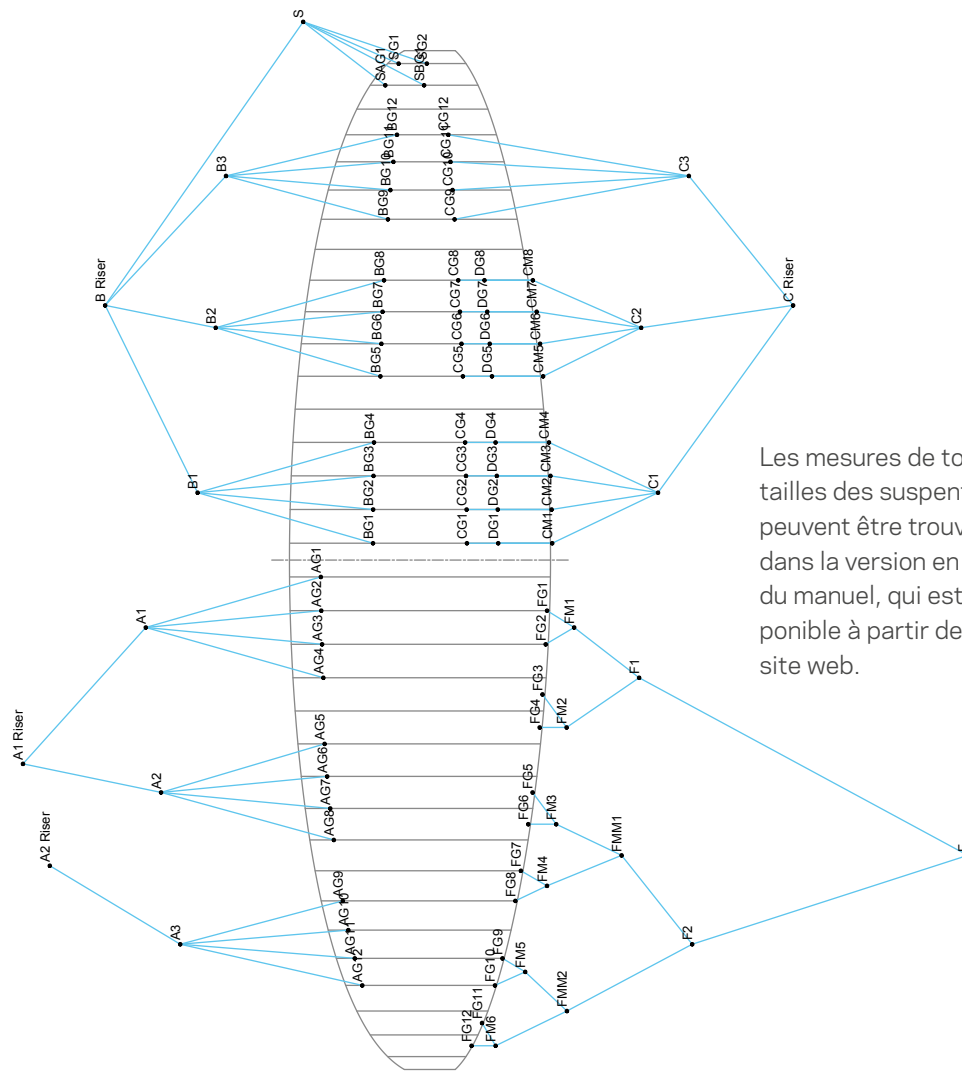 S
SAG1
SG1
SBG1
SG2
B3
BG12
BG11
BG10
BG9
CG12
CG11
CG10
CG9
C3
B Riser
B2
BG8
BG7
BG6
BG5
CG8
CG7
CG6
CG5
DG8
DG7
DG6
DG5
CM8
CM7
CM6
CM5
C2
C Riser
B1
BG4
BG3
BG2
BG1
CG4
CG3
CG2
CG1
DG4
DG3
DG2
DG1
CM4
CM3
CM2
CM1
C1
Les mesures de to
tailles des suspent
peuvent être trouv
dans la version en
du manuel, qui est
ponible à partir de
site web.
A1 Riser
A1
AG1
AG2
AG3
AG4
FG1
FG2
FM1
FG3
FG4
FM2
F1
A2
AG5
AG6
AG7
AG8
FG5
FG6
FM3
FMM1
A2 Riser
A3
AG9
AG10
AG11
AG12
FG7
FG8
FM4
F2
FG9
FG10
FM5
FMM2
FG11
FG12
FM6